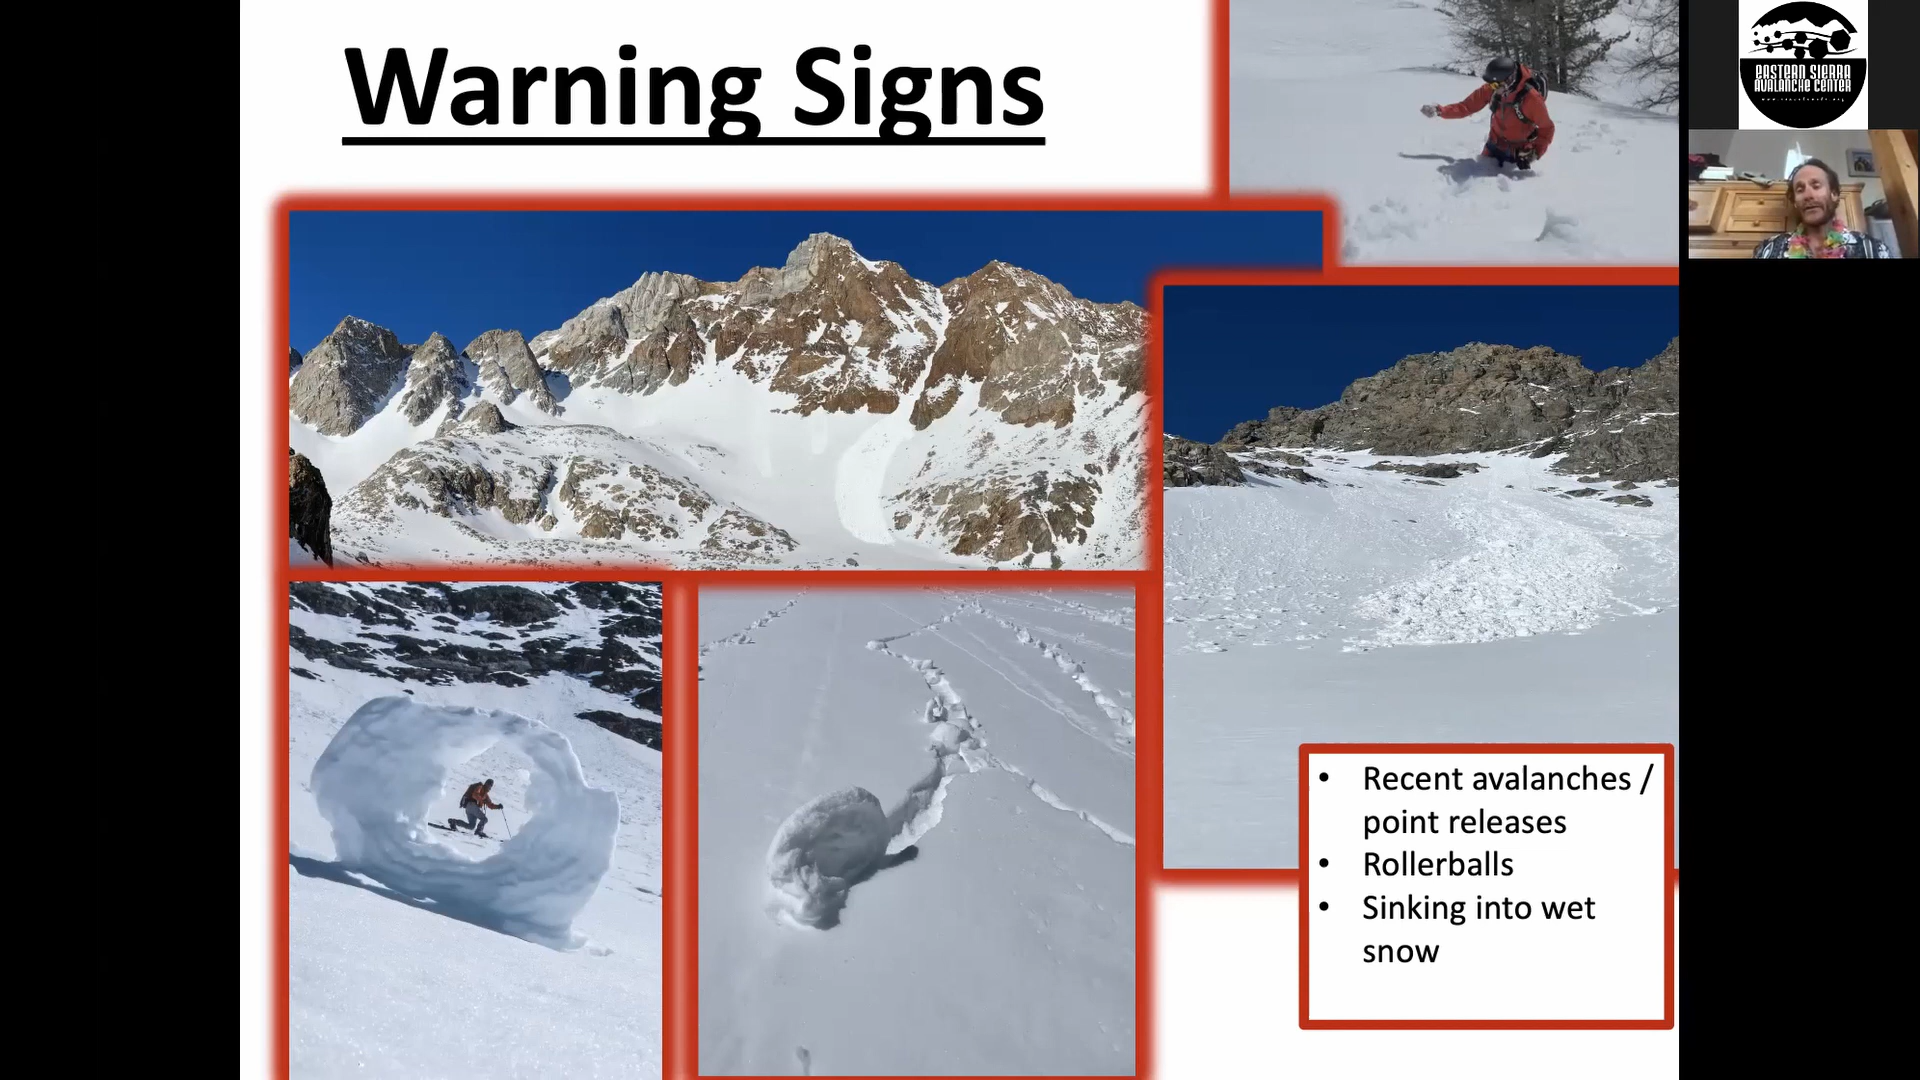 Warning Signs
EASTERN SIERRA
AVALANCHE CENTER
• Recent avalanches /
point releases
• Rollerballs
• Sinking into wet
snow